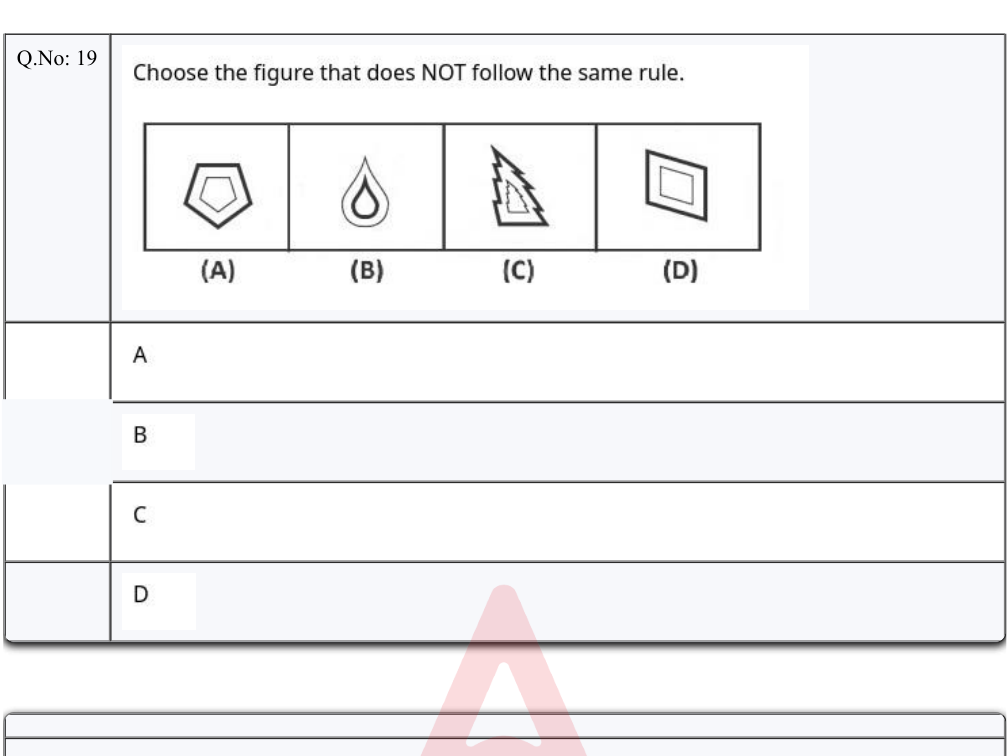 Q.No: 19
Choose the figure that does NOT follow the same rule.
(A) (B) (C) (D)
A
B
C
D